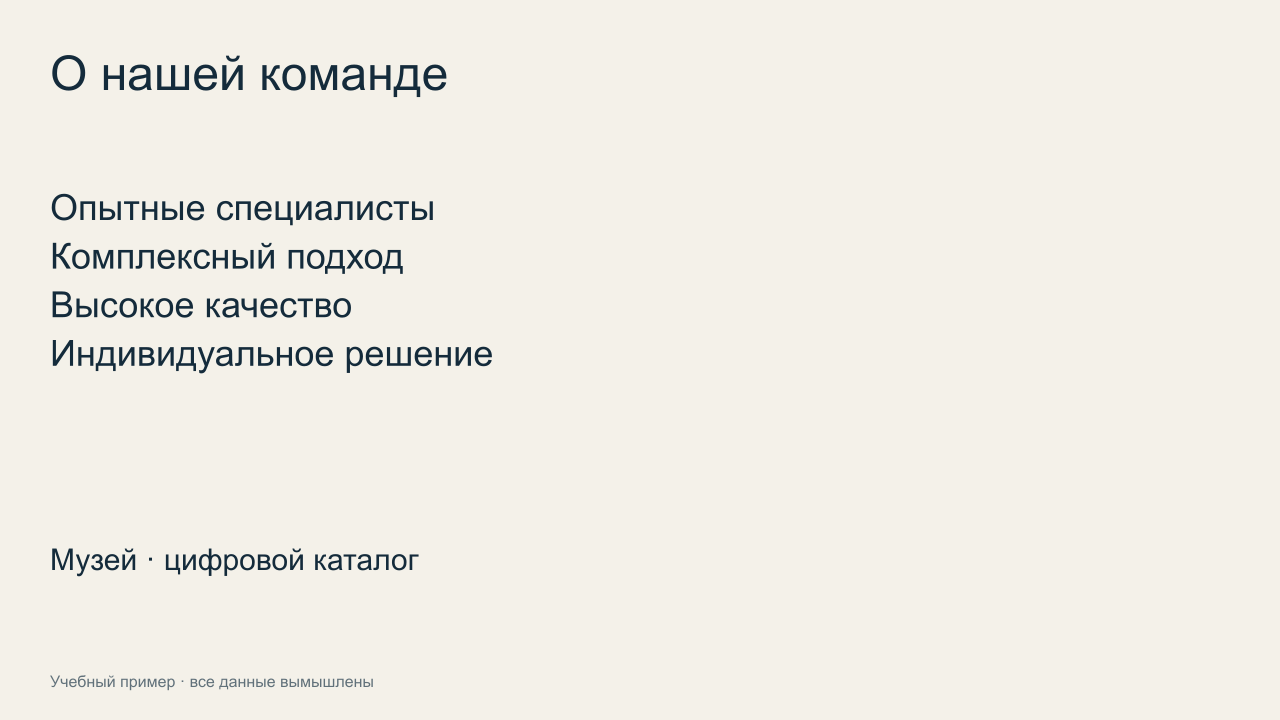 О нашей команде
Опытные специалисты
Комплексный подход
Высокое качество
Индивидуальное решение
Музей · цифровой каталог
Учебный пример · все данные вымышлены